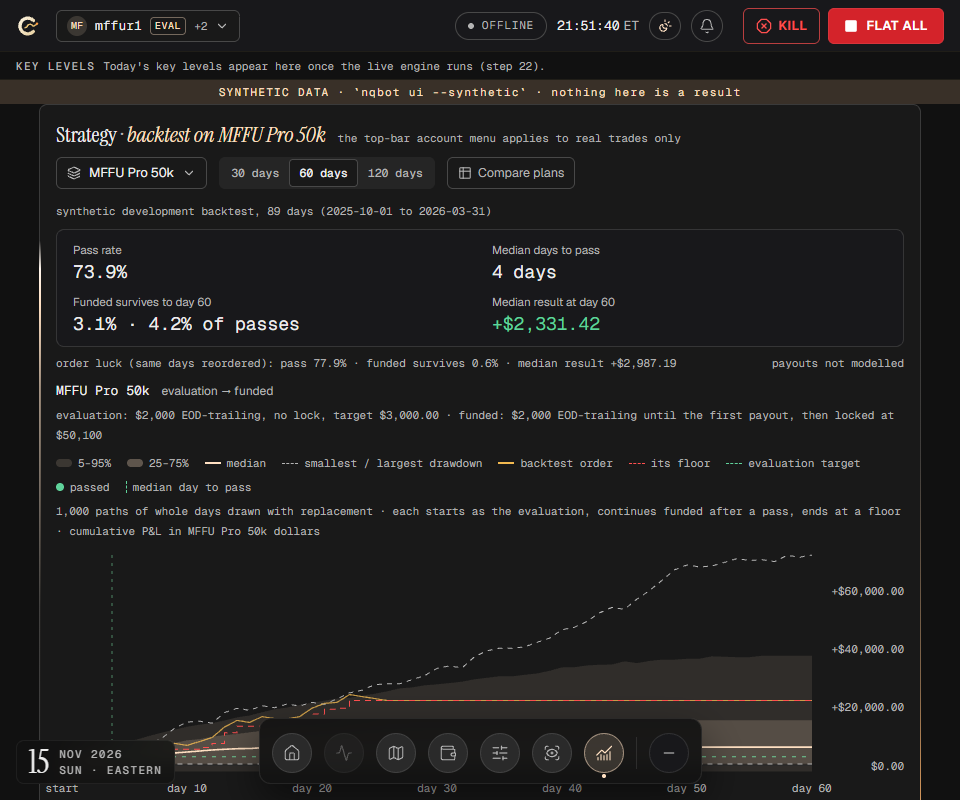 MF mffur1 EVAL +2 OFFLINE 21:51:40 ET KILL FLAT ALL
KEY LEVELS Today's key levels appear here once the live engine runs (step 22).
SYNTHETIC DATA · `nqbot ui --synthetic` · nothing here is a result
Strategy · backtest on MFFU Pro 50k the top-bar account menu applies to real trades only
MFFU Pro 50k 30 days 60 days 120 days Compare plans
synthetic development backtest, 89 days (2025-10-01 to 2026-03-31)
Pass rate Median days to pass
73.9% 4 days
Funded survives to day 60 Median result at day 60
3.1% · 4.2% of passes +$2,331.42
order luck (same days reordered): pass 77.9% · funded survives 0.6% · median result +$2,987.19 payouts not modelled
MFFU Pro 50k evaluation → funded
evaluation: $2,000 EOD-trailing, no lock, target $3,000.00 · funded: $2,000 EOD-trailing until the first payout, then locked at
$50,100
5-95% 25-75% median smallest / largest drawdown backtest order its floor evaluation target
passed median day to pass
1,000 paths of whole days drawn with replacement · each starts as the evaluation, continues funded after a pass, ends at a floor
· cumulative P&L in MFFU Pro 50k dollars
+$60,000.00
+$40,000.00
+$20,000.00
$0.00
15 NOV 2026
SUN · EASTERN
start day 10 day 20 day 30 day 40 day 50 day 60